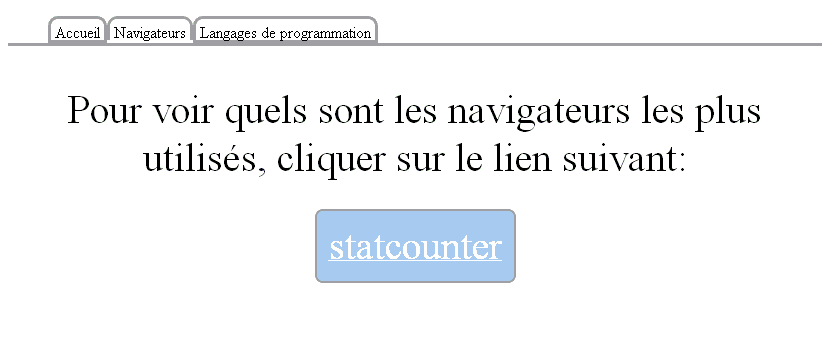 Accueil Navigateurs Langages de programmation
Pour voir quels sont les navigateurs les plus
utilisés, cliquer sur le lien suivant:
statcounter